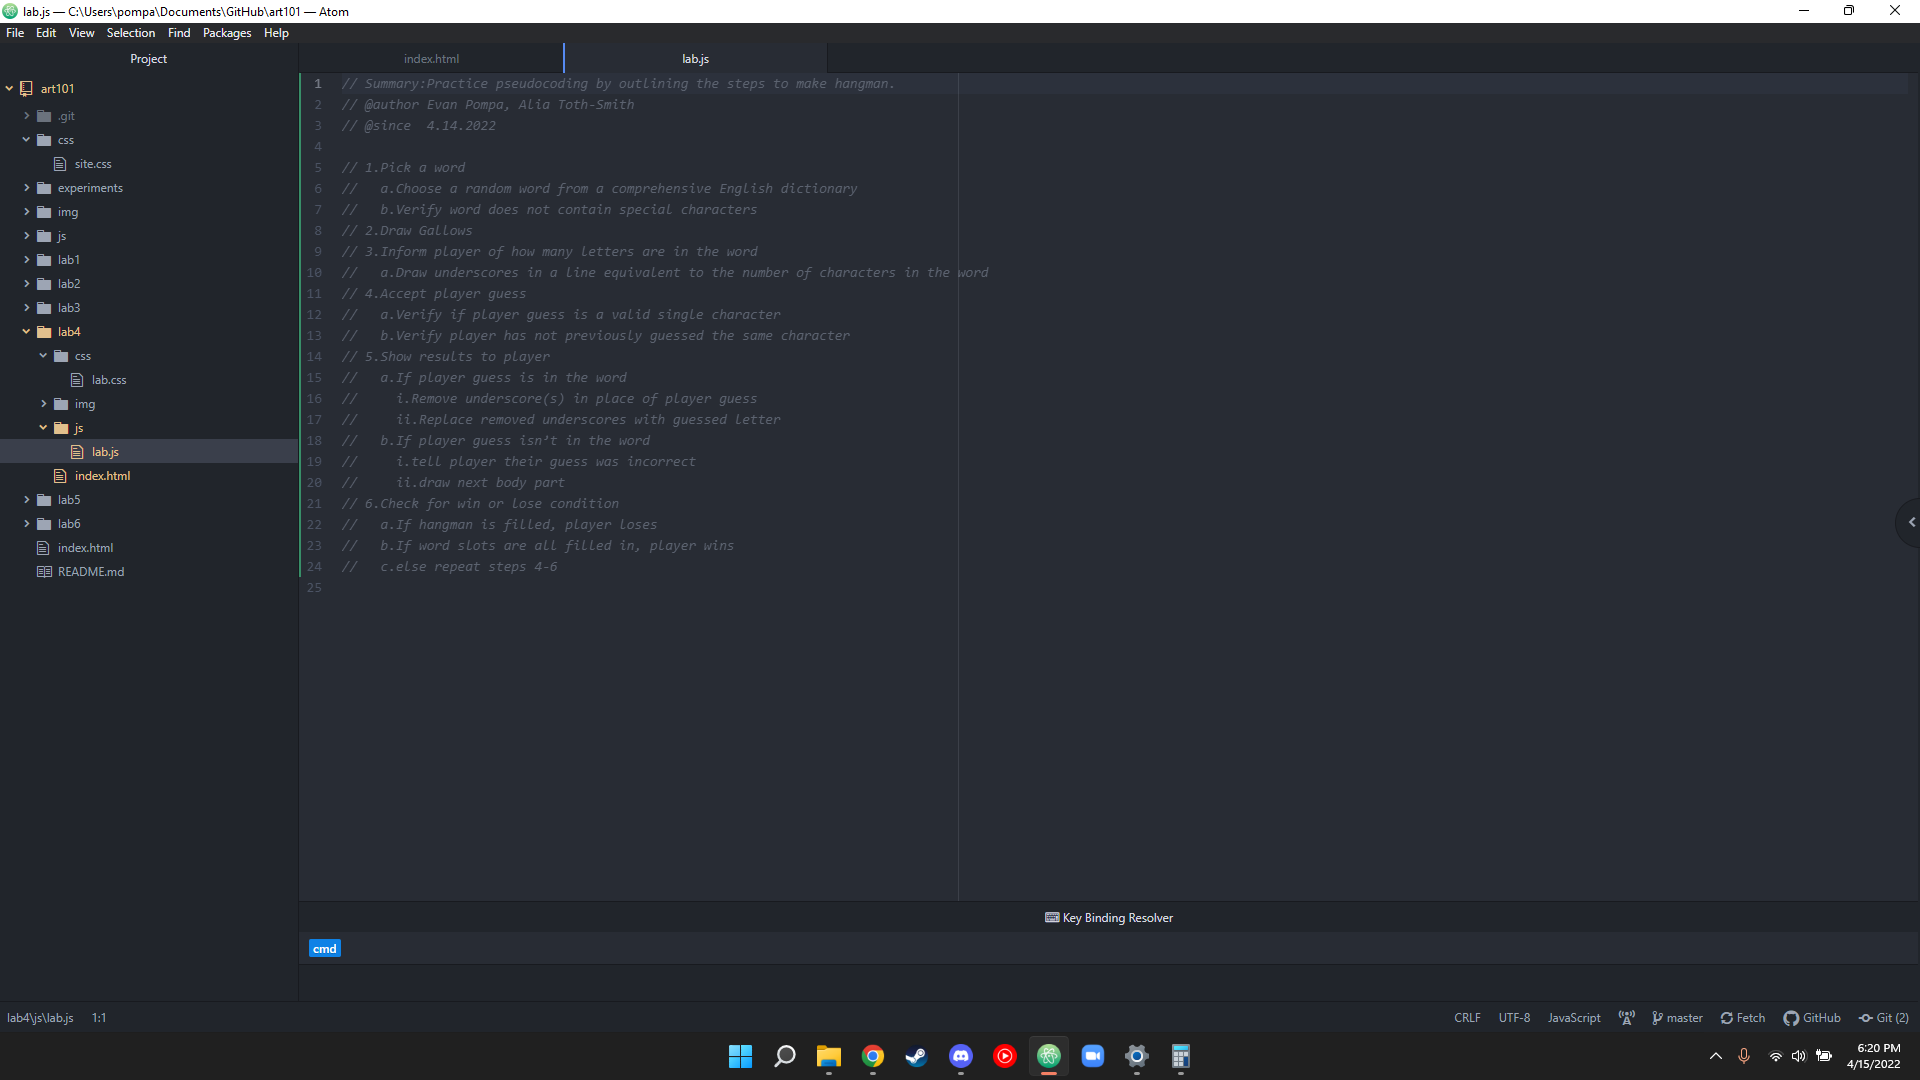 lab.js — C:\Users\pompa\Documents\GitHub\art101 — Atom
File Edit View Selection Find Packages Help
Project
art101
.git
css
site.css
experiments
img
js
lab1
lab2
lab3
lab4
css
lab.css
img
js
lab.js
index.html
lab5
lab6
index.html
README.md
index.html
lab.js
1 // Summary:Practice pseudocoding by outlining the steps to make hangman.
2 // @author Evan Pompa, Alia Toth-Smith
3 // @since  4.14.2022
4
5 // 1.Pick a word
6 //   a.Choose a random word from a comprehensive English dictionary
7 //   b.Verify word does not contain special characters
8 // 2.Draw Gallows
9 // 3.Inform player of how many letters are in the word
10 //   a.Draw underscores in a line equivalent to the number of characters in the word
11 // 4.Accept player guess
12 //   a.Verify if player guess is a valid single character
13 //   b.Verify player has not previously guessed the same character
14 // 5.Show results to player
15 //   a.If player guess is in the word
16 //     i.Remove underscore(s) in place of player guess
17 //     ii.Replace removed underscores with guessed letter
18 //   b.If player guess isn’t in the word
19 //     i.tell player their guess was incorrect
20 //     ii.draw next body part
21 // 6.Check for win or lose condition
22 //   a.If hangman is filled, player loses
23 //   b.If word slots are all filled in, player wins
24 //   c.else repeat steps 4-6
25
Key Binding Resolver
cmd
lab4\js\lab.js 1:1
CRLF UTF-8 JavaScript master Fetch GitHub Git (2)
6:20 PM
4/15/2022